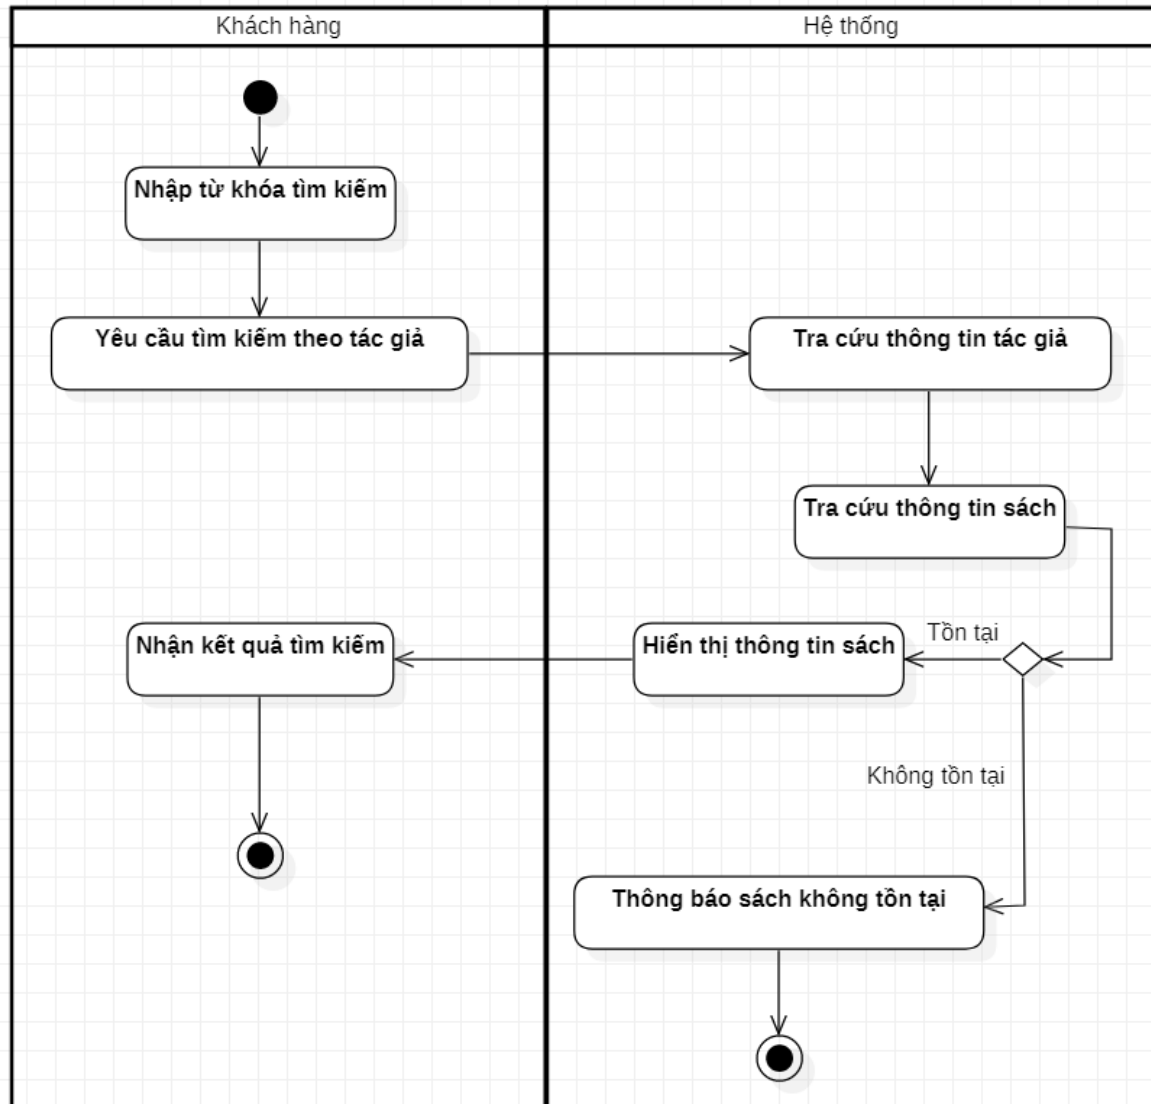 Khách hàng
Hệ thống
Nhập từ khóa tìm kiếm
Yêu cầu tìm kiếm theo tác giả
Tra cứu thông tin tác giả
Tra cứu thông tin sách
Tồn tại
Hiển thị thông tin sách
Nhận kết quả tìm kiếm
Không tồn tại
Thông báo sách không tồn tại